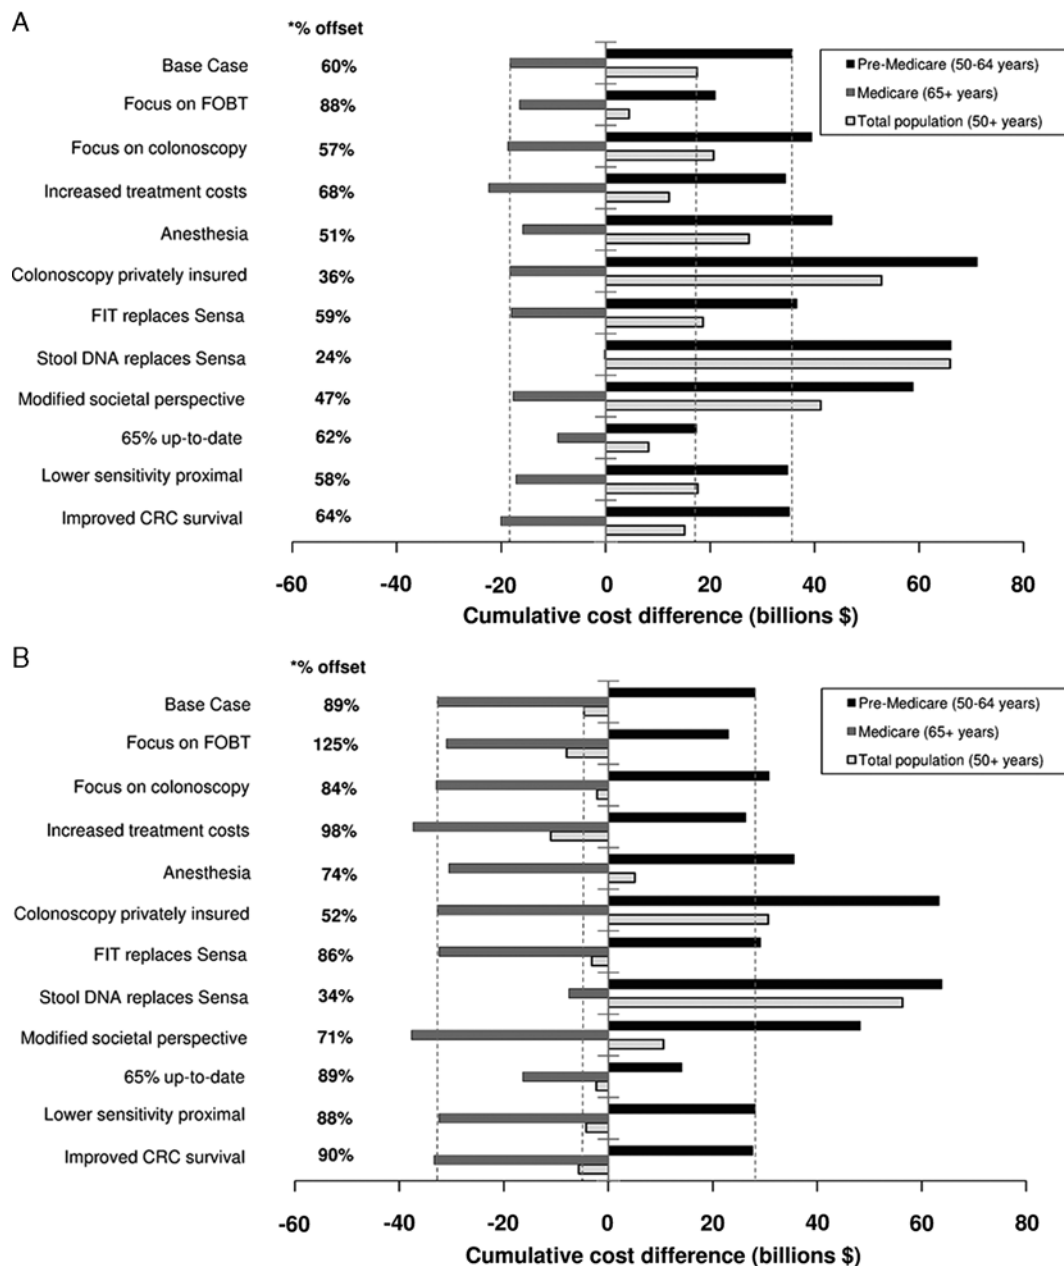 A
*% offset
Base Case 60%
Focus on FOBT 88%
Focus on colonoscopy 57%
Increased treatment costs 68%
Anesthesia 51%
Colonoscopy privately insured 36%
FIT replaces Sensa 59%
Stool DNA replaces Sensa 24%
Modified societal perspective 47%
65% up-to-date 62%
Lower sensitivity proximal 58%
Improved CRC survival 64%
Pre-Medicare (50-64 years)
Medicare (65+ years)
Total population (50+ years)
-60 -40 -20 0 20 40 60 80
Cumulative cost difference (billions $)
B
*% offset
Base Case 89%
Focus on FOBT 125%
Focus on colonoscopy 84%
Increased treatment costs 98%
Anesthesia 74%
Colonoscopy privately insured 52%
FIT replaces Sensa 86%
Stool DNA replaces Sensa 34%
Modified societal perspective 71%
65% up-to-date 89%
Lower sensitivity proximal 88%
Improved CRC survival 90%
Pre-Medicare (50-64 years)
Medicare (65+ years)
Total population (50+ years)
-60 -40 -20 0 20 40 60 80
Cumulative cost difference (billions $)